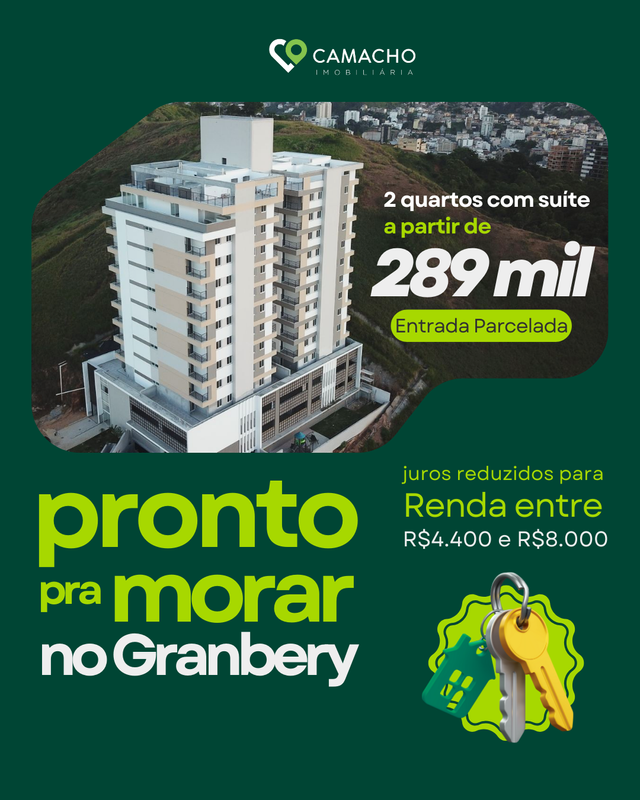 CAMACHO
IMOBILIÁRIA
2 quartos com suíte
a partir de
289 mil
Entrada Parcelada
juros reduzidos para
Renda entre
R$4.400 e R$8.000
pronto
pra morar
no Granbery